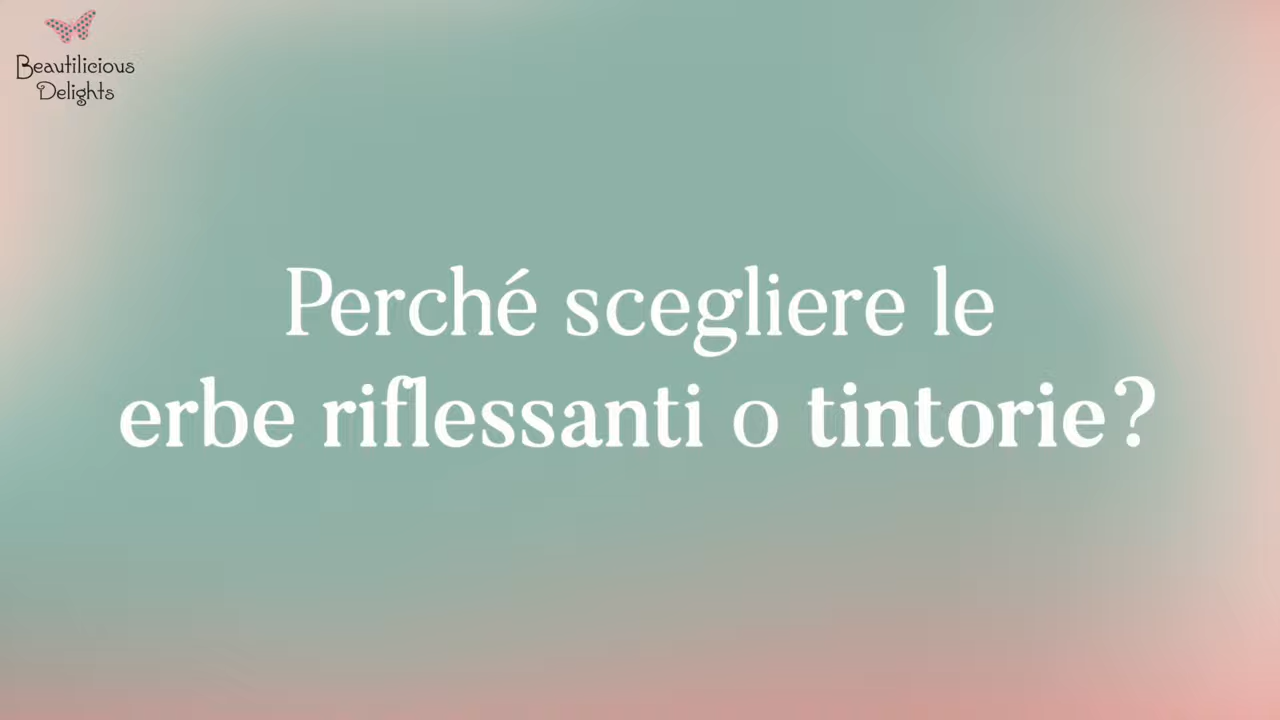 Beautilicious
Delights
Perché scegliere le
erbe riflessanti o tintorie?